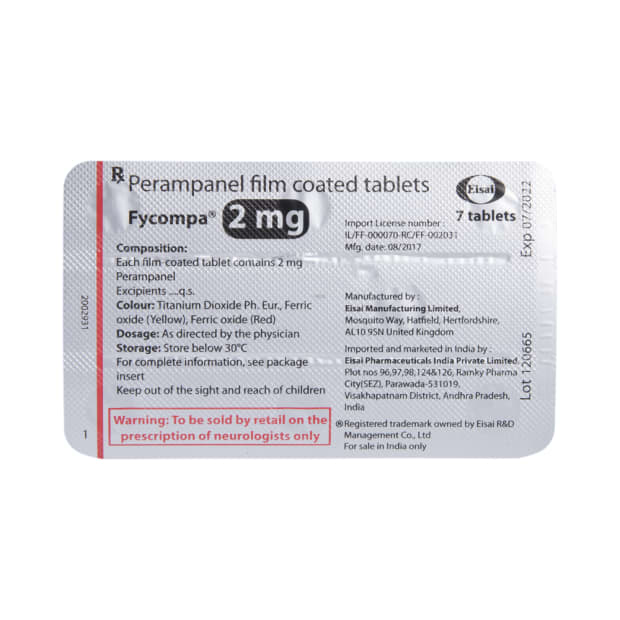 Rx Perampanel film coated tablets
Eisai
Fycompa® 2 mg
7 tablets
Exp 07/2022
Import License number :
IL/FF-000070-RC/FF-002031
Mfg. date: 08/2017
Composition:
Each film-coated tablet contains 2 mg
Perampanel
Excipients ....q.s.
Colour: Titanium Dioxide Ph. Eur., Ferric
oxide (Yellow), Ferric oxide (Red)
Dosage: As directed by the physician
Storage: Store below 30°C
For complete information, see package
insert
Keep out of the sight and reach of children
Warning: To be sold by retail on the
prescription of neurologists only
Manufactured by :
Eisai Manufacturing Limited,
Mosquito Way, Hatfield, Hertfordshire,
AL10 9SN United Kingdom
Imported and marketed in India by :
Eisai Pharmaceuticals India Private Limited.
Plot nos 96,97,98,124&126, Ramky Pharma
City(SEZ), Parawada-531019.
Visakhapatnam District, Andhra Pradesh,
India
®Registered trademark owned by Eisai R&D
Management Co., Ltd
For sale in India only
Lot 120665
2002931
1